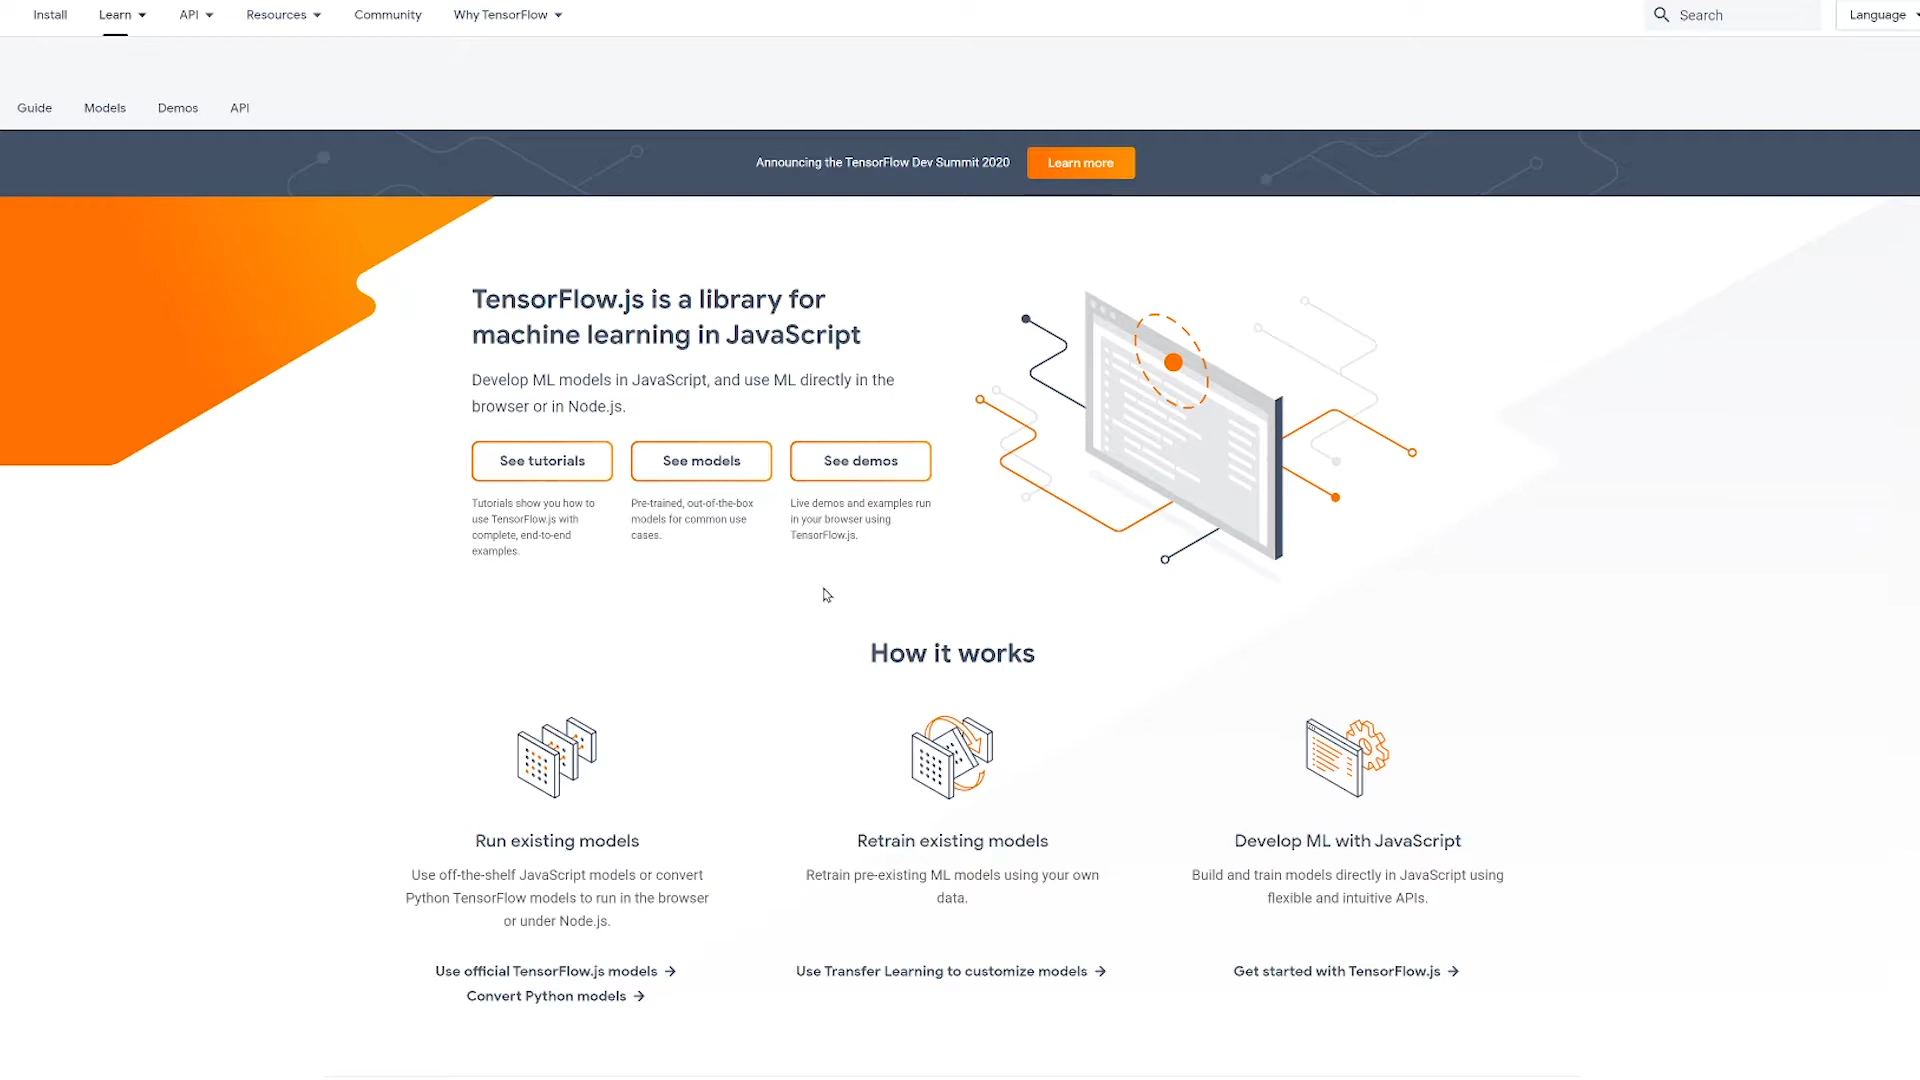 Install
Learn
API
Resources
Community
Why TensorFlow
Search
Language
Guide
Models
Demos
API
Announcing the TensorFlow Dev Summit 2020
Learn more
TensorFlow.js is a library for
machine learning in JavaScript
Develop ML models in JavaScript, and use ML directly in the
browser or in Node.js.
See tutorials
Tutorials show you how to
use TensorFlow.js with
complete, end-to-end
examples.
See models
Pre-trained, out-of-the-box
models for common use
cases.
See demos
Live demos and examples run
in your browser using
TensorFlow.js.
How it works
Run existing models
Use off-the-shelf JavaScript models or convert
Python TensorFlow models to run in the browser
or under Node.js.
Use official TensorFlow.js models →
Convert Python models →
Retrain existing models
Retrain pre-existing ML models using your own
data.
Use Transfer Learning to customize models →
Develop ML with JavaScript
Build and train models directly in JavaScript using
flexible and intuitive APIs.
Get started with TensorFlow.js →